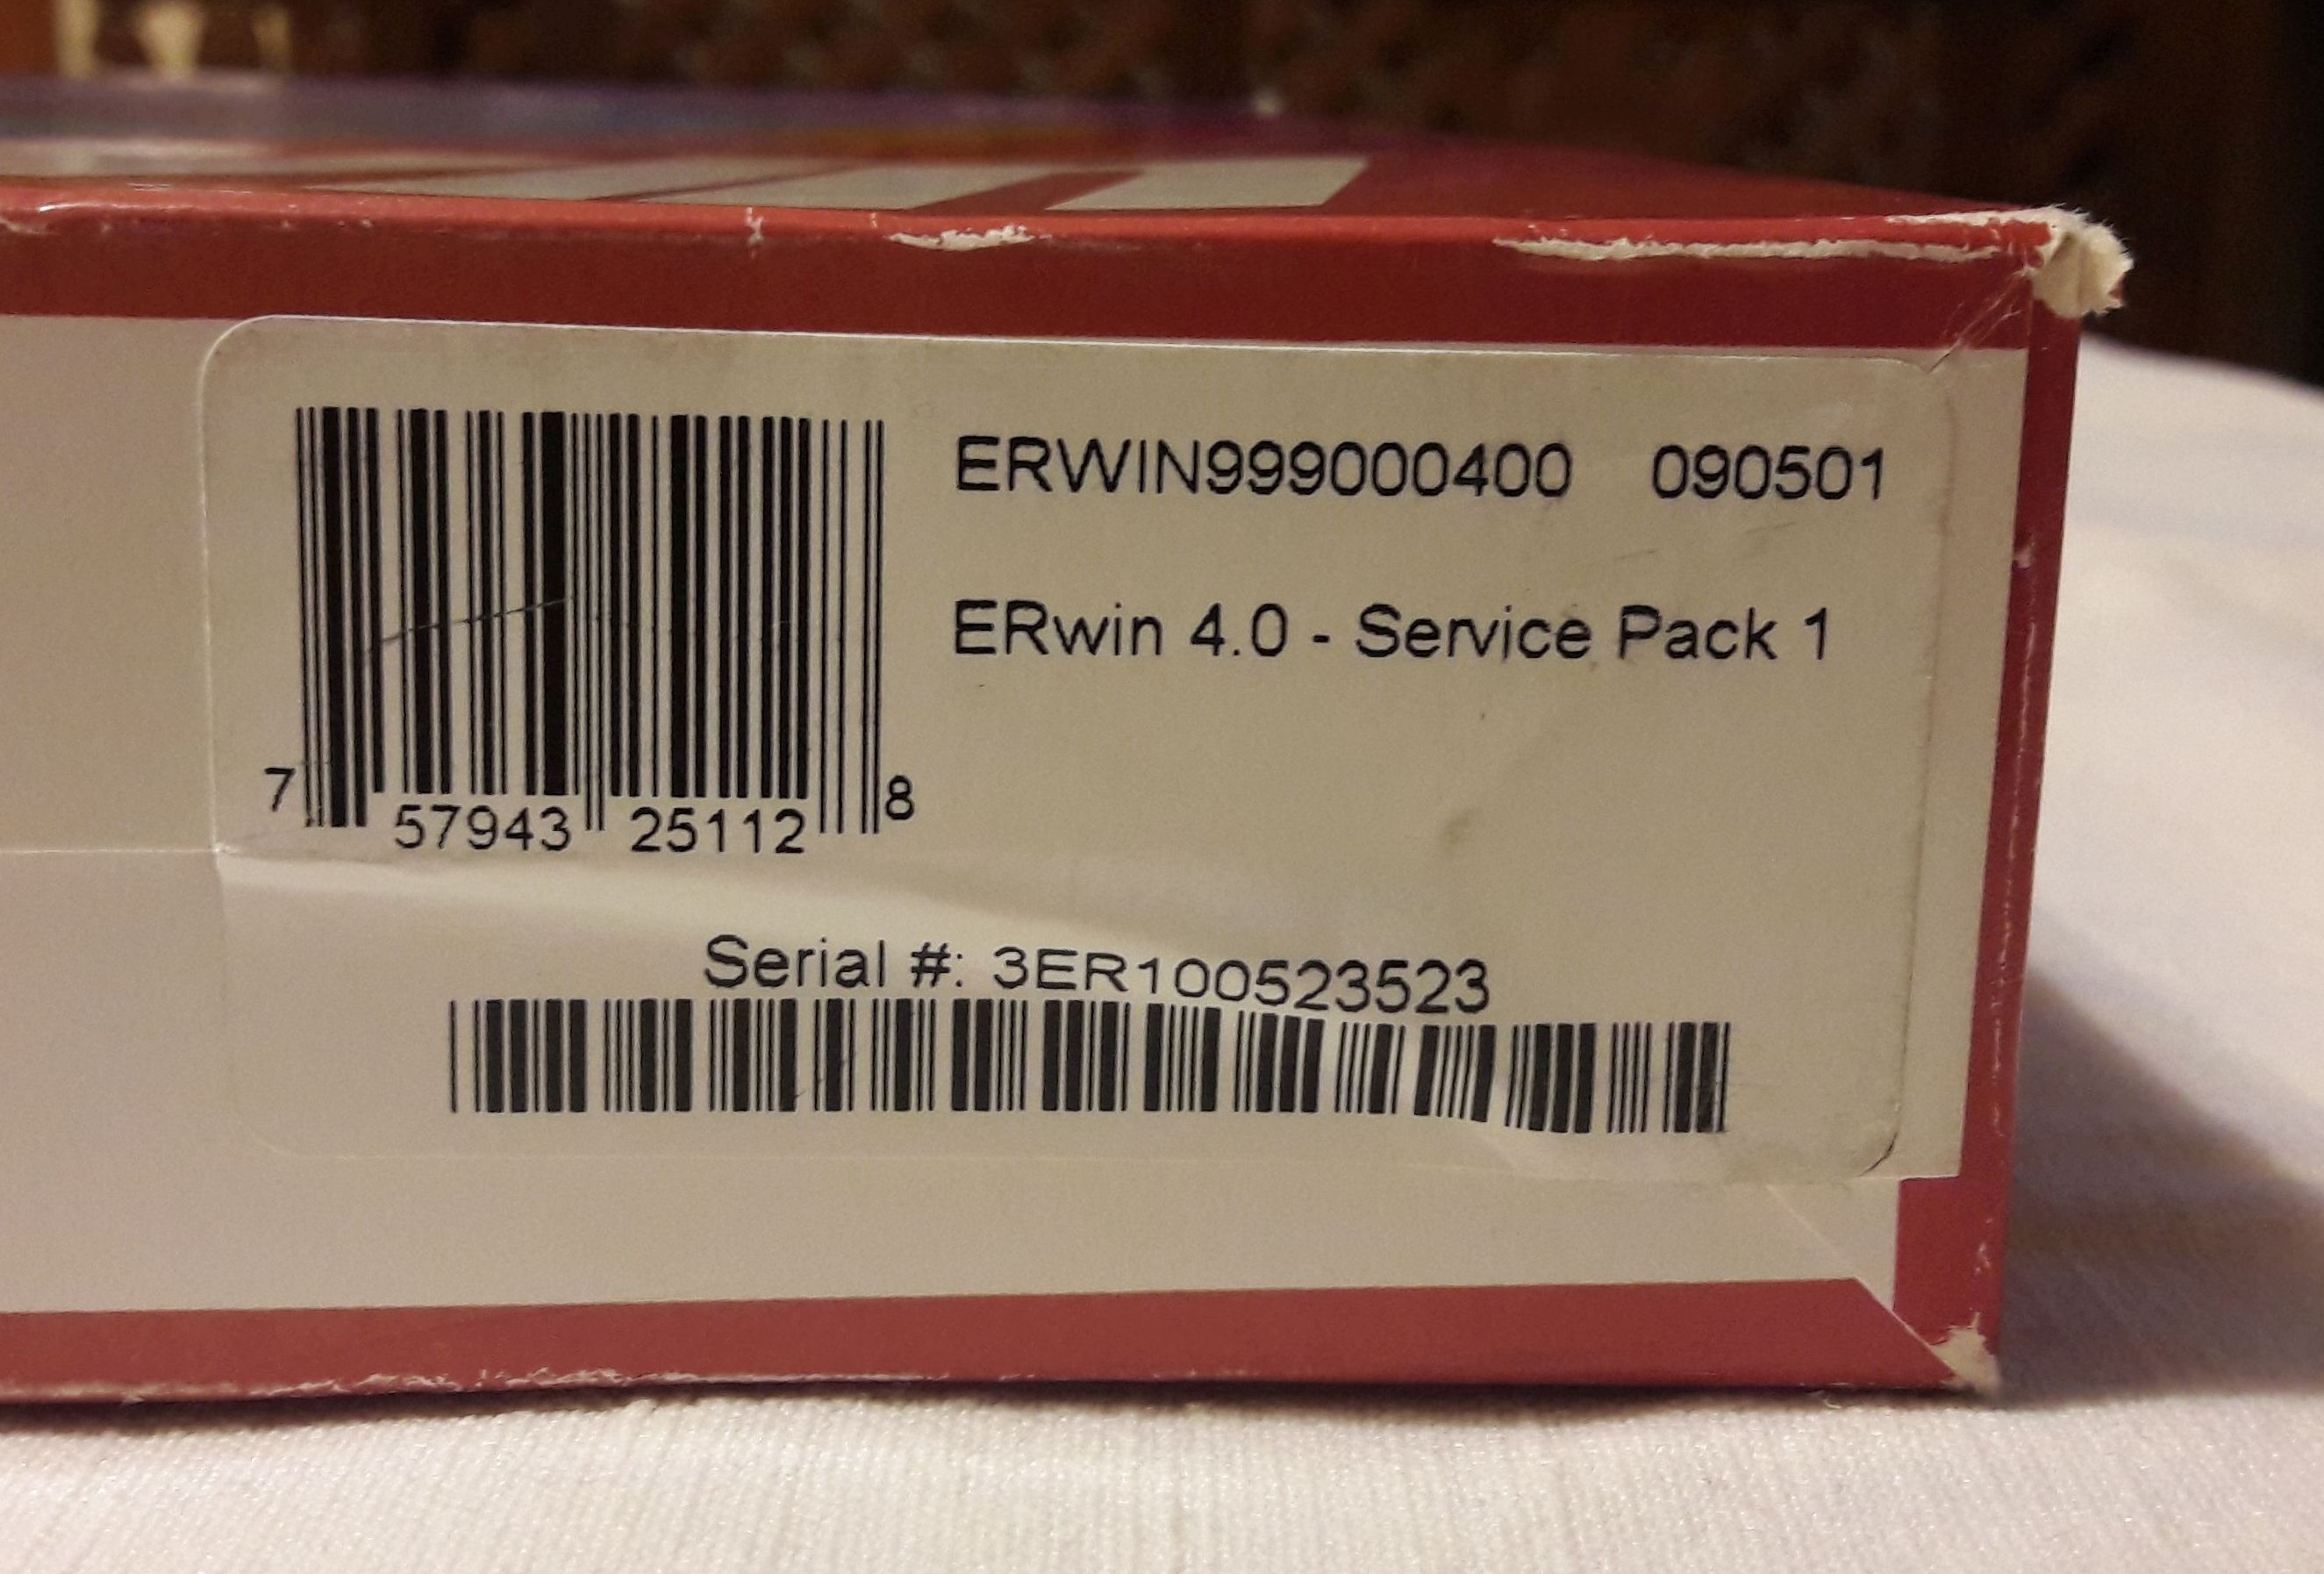 ERWIN999000400 090501
ERwin 4.0 - Service Pack 1
7 57943 25112 8
Serial #: 3ER100523523